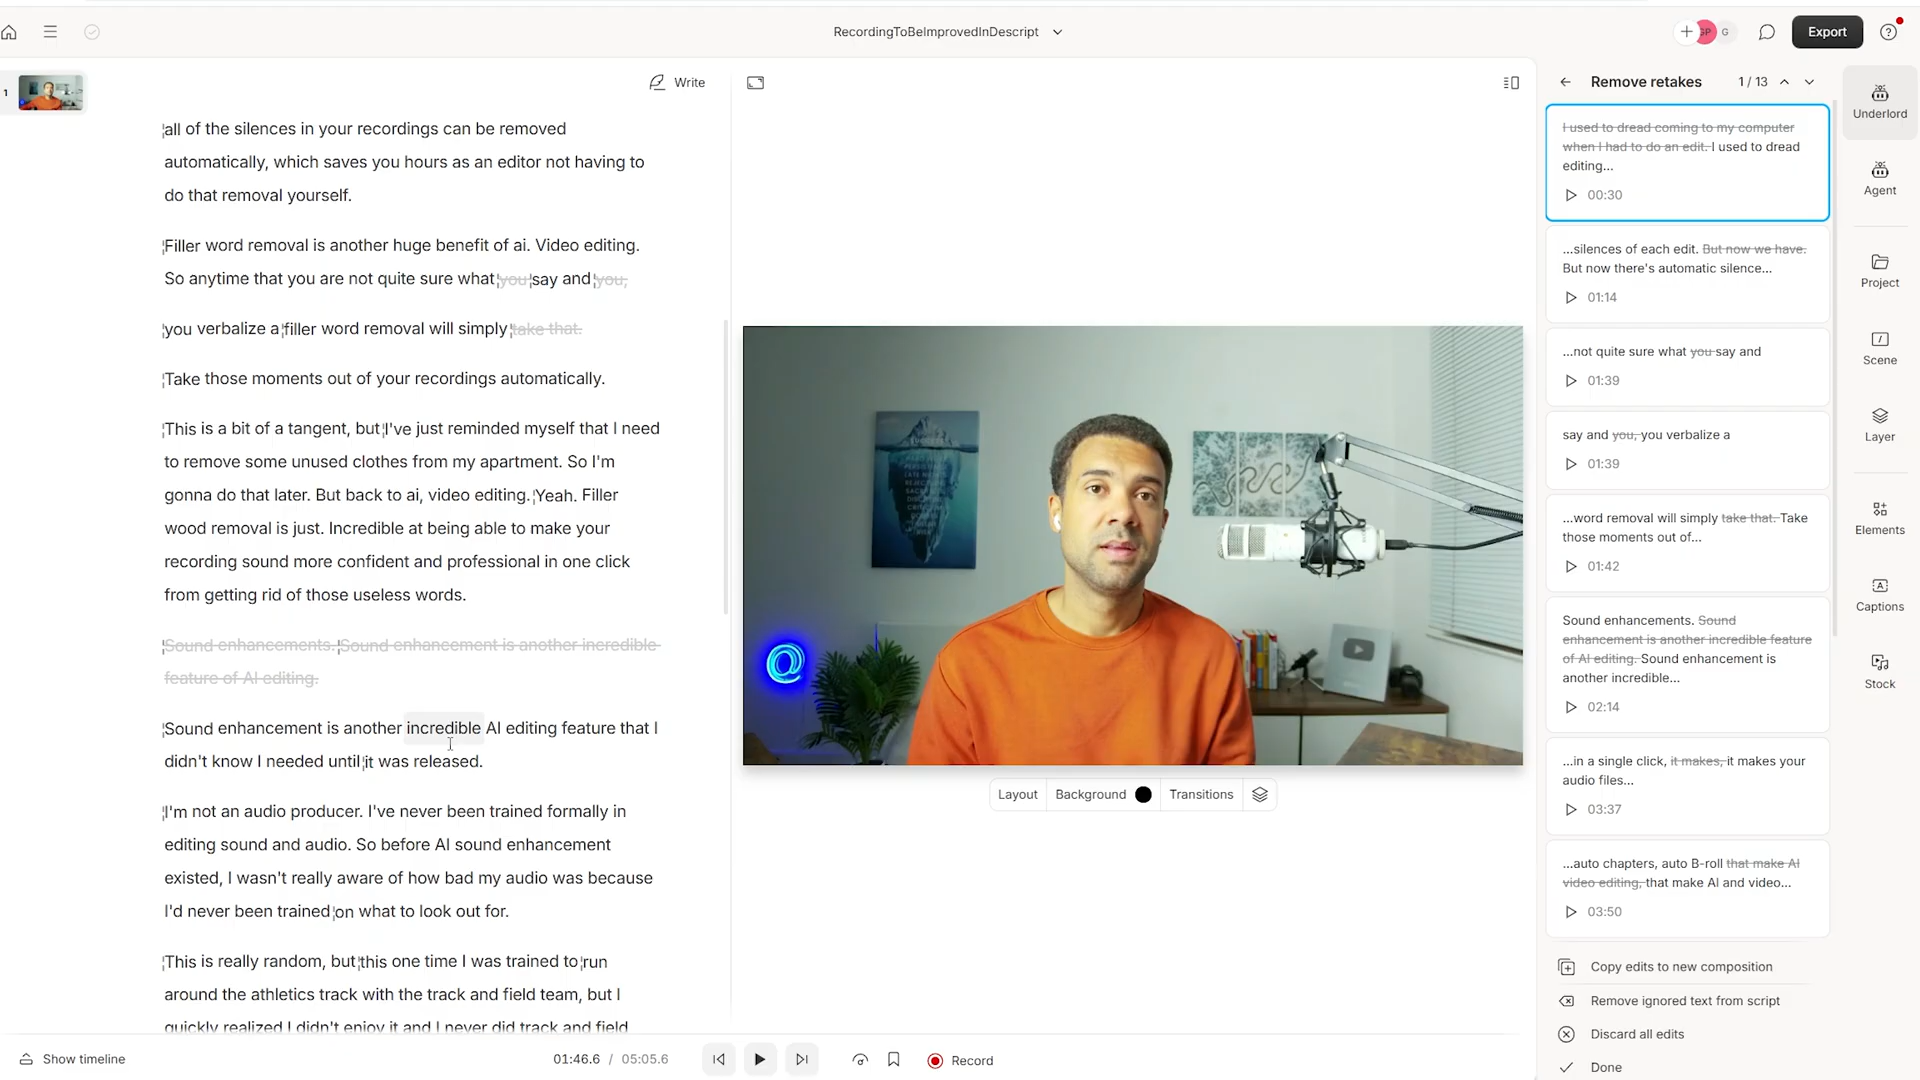 RecordingToBeImprovedInDescript
GP
G
Export
1
Write
all of the silences in your recordings can be removed
automatically, which saves you hours as an editor not having to
do that removal yourself.
Filler word removal is another huge benefit of ai. Video editing.
So anytime that you are not quite sure what you say and you,
you verbalize a filler word removal will simply take that.
Take those moments out of your recordings automatically.
This is a bit of a tangent, but I've just reminded myself that I need
to remove some unused clothes from my apartment. So I'm
gonna do that later. But back to ai, video editing. Yeah. Filler
wood removal is just. Incredible at being able to make your
recording sound more confident and professional in one click
from getting rid of those useless words.
Sound enhancements. Sound enhancement is another incredible
feature of AI editing.
Sound enhancement is another incredible AI editing feature that I
didn't know I needed until it was released.
I'm not an audio producer. I've never been trained formally in
editing sound and audio. So before AI sound enhancement
existed, I wasn't really aware of how bad my audio was because
I'd never been trained on what to look out for.
This is really random, but this one time I was trained to run
around the athletics track with the track and field team, but I
quickly realized I didn't enjoy it and I never did track and field
SUCCESS
@
Layout
Background
Transitions
Remove retakes
1 / 13
I used to dread coming to my computer
when I had to do an edit. I used to dread
editing...
00:30
...silences of each edit. But now we have.
But now there's automatic silence...
01:14
...not quite sure what you say and
01:39
say and you, you verbalize a
01:39
...word removal will simply take that. Take
those moments out of...
01:42
Sound enhancements. Sound
enhancement is another incredible feature
of AI editing. Sound enhancement is
another incredible...
02:14
...in a single click, it makes, it makes your
audio files...
03:37
...auto chapters, auto B-roll that make AI
video editing, that make AI and video...
03:50
Copy edits to new composition
Remove ignored text from script
Discard all edits
Done
Underlord
Agent
Project
Scene
Layer
Elements
Captions
Stock
Show timeline
01:46.6 / 05:05.6
Record